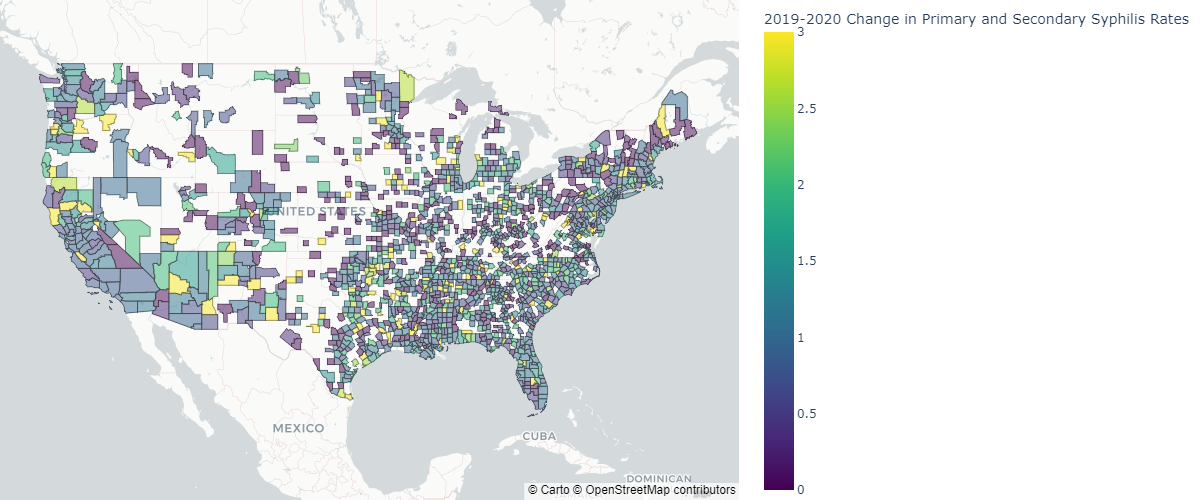 2019-2020 Change in Primary and Secondary Syphilis Rates
3
2.5
2
1.5
1
0.5
0
UNITED STATES
MEXICO
CUBA
DOMINICAN
© Carto © OpenStreetMap contributors